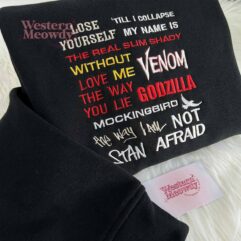 Western
Meowdy
LOSE 'TILL I COLLAPSE
YOURSELF MY NAME IS
THE REAL SLIM SHADY
WITHOUT ME VENOM
LOVE THE WAY YOU LIE GODZILLA
MOCKINGBIRD
the way I am NOT
STAN AFRAID
Western
Meowdy